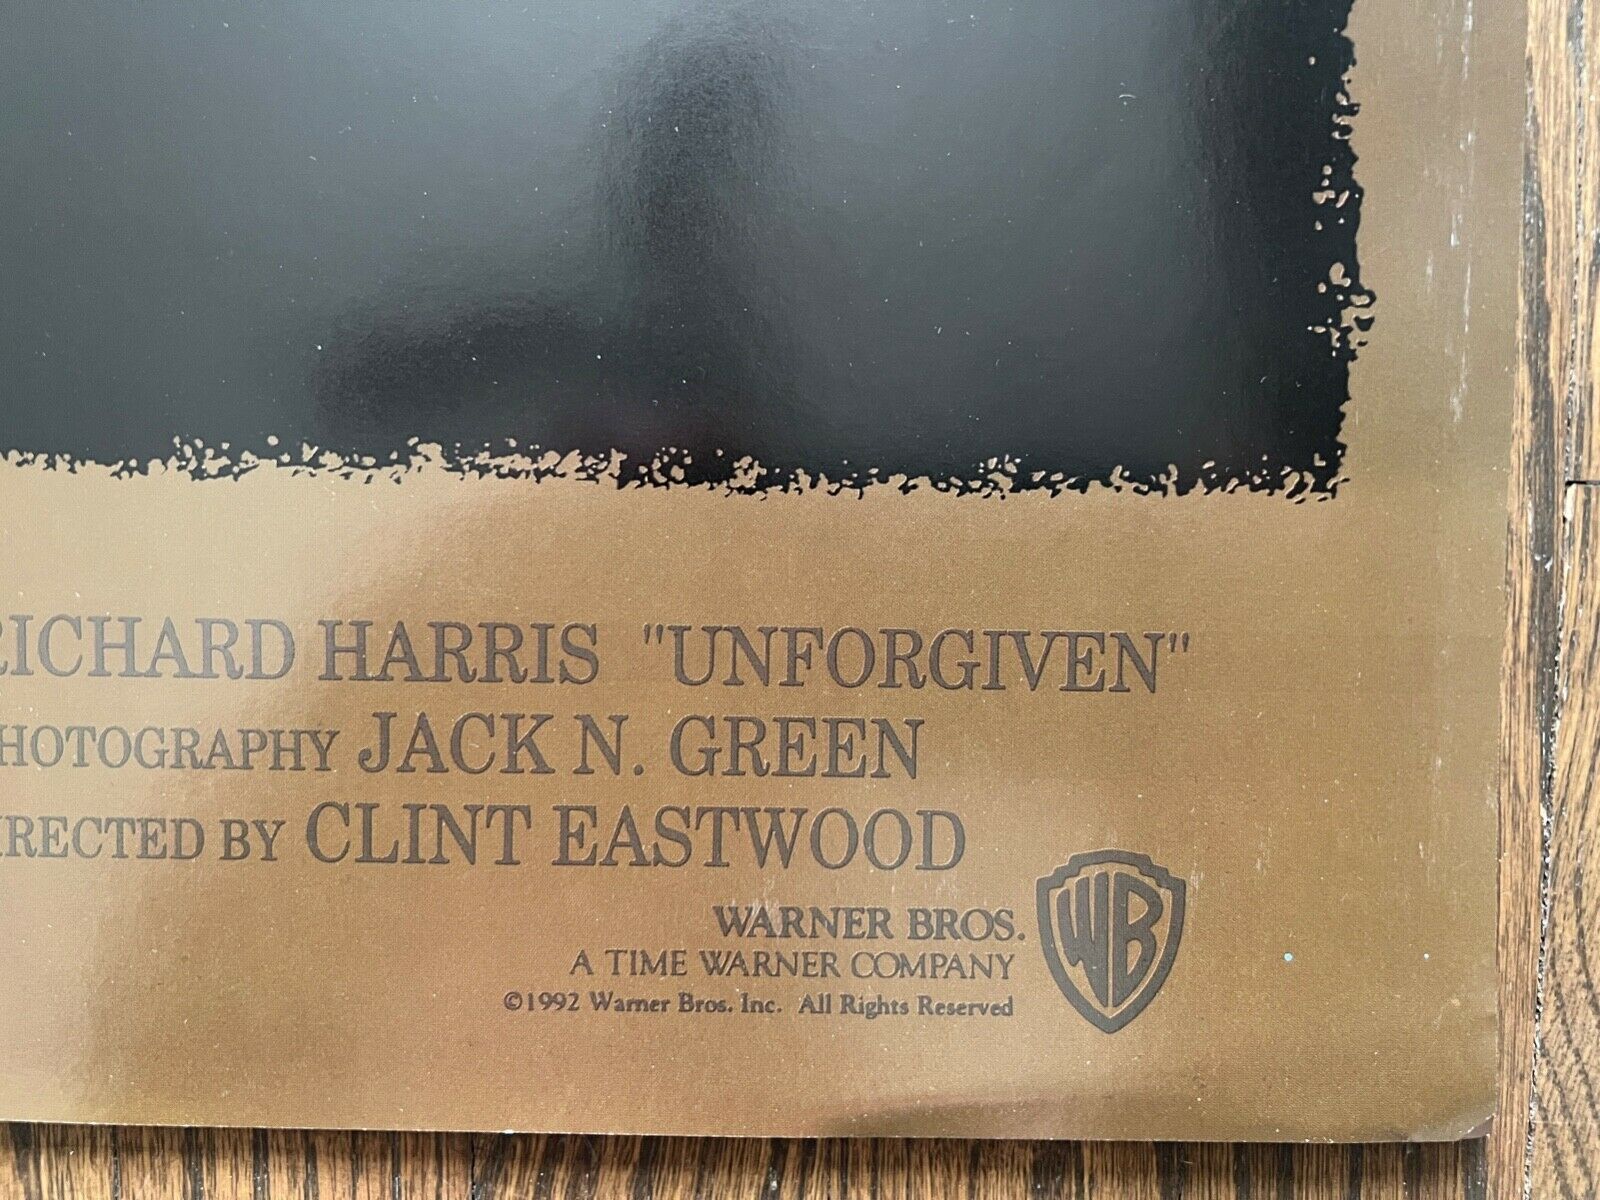 RICHARD HARRIS "UNFORGIVEN"
HOTOGRAPHY JACK N. GREEN
IRECTED BY CLINT EASTWOOD
WARNER BROS.
A TIME WARNER COMPANY
©1992 Warner Bros. Inc. All Rights Reserved
WB